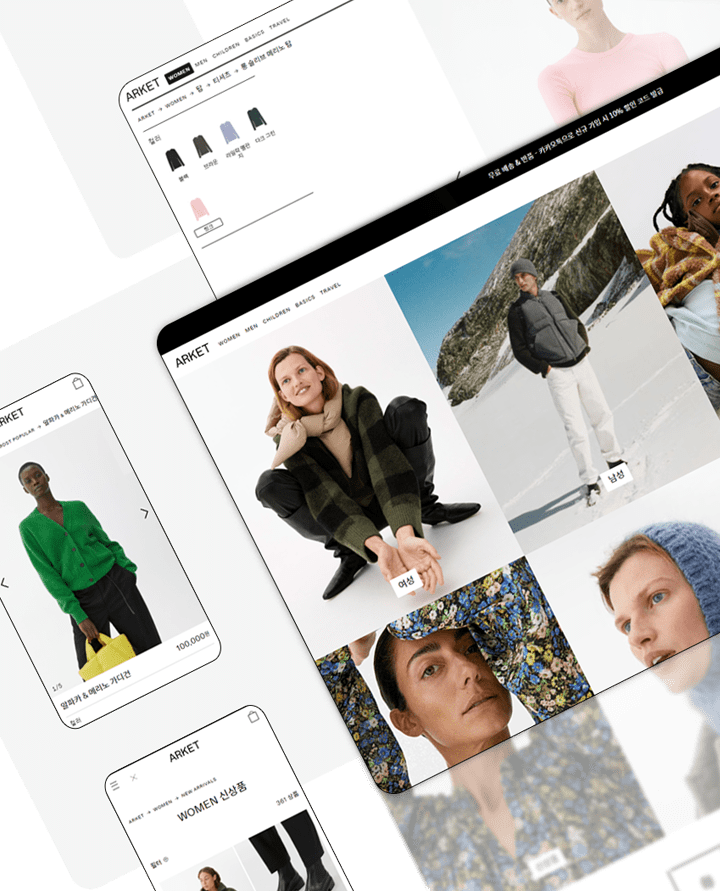 ARKET WOMEN MEN CHILDREN BASICS TRAVEL
ARKET → WOMEN → 탑 → 티셔츠 → 롱 슬리브 메리노 탑
컬러
블랙 브라운 라일락 멜란지 다크 그린
핑크
무료 배송 & 반품 - 카카오톡으로 신규 가입 시 10% 할인 코드 발급
ARKET WOMEN MEN CHILDREN BASICS TRAVEL
여성
남성
RKET
MOST POPULAR → 알파카 & 메리노 가디건
1/5
알파카 & 메리노 가디건 100,000원
컬러
ARKET
ARKET → WOMEN → NEW ARRIVALS
WOMEN 신상품
필터 361 상품